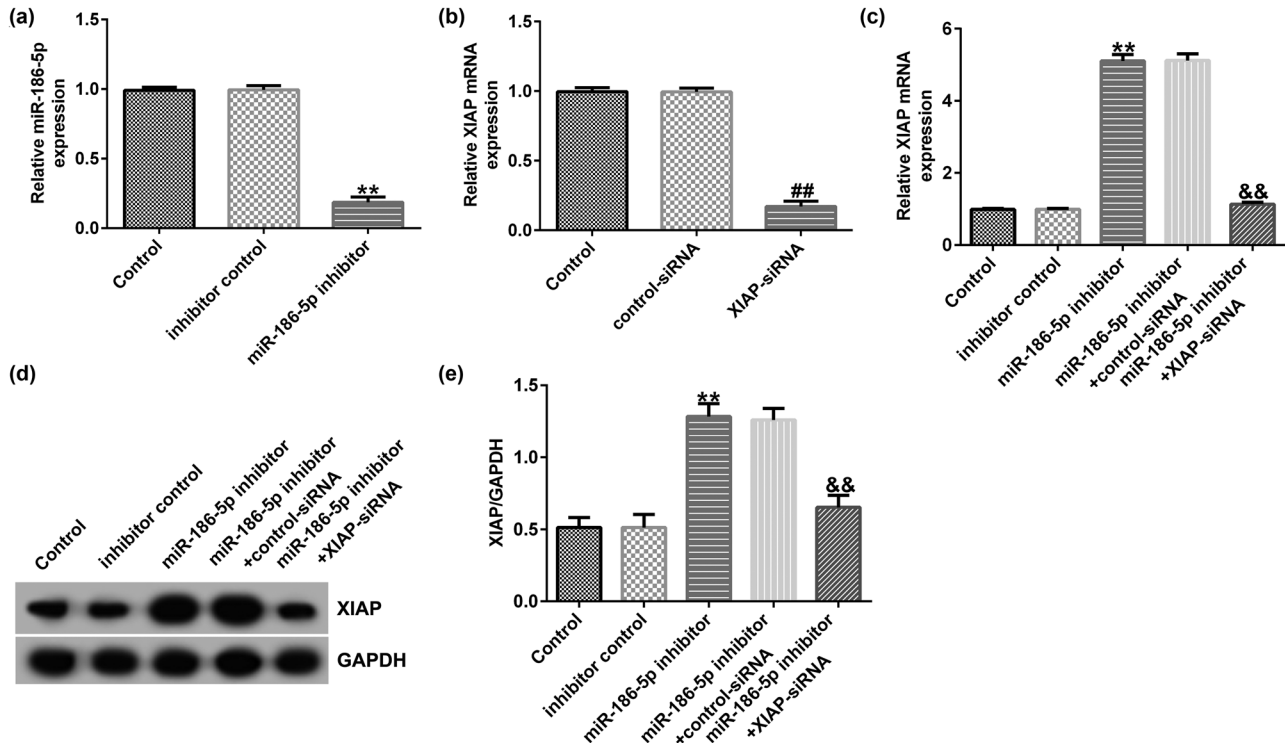 (a)
Relative miR-186-5p
expression
1.5
1.0
0.5
0.0
**
Control
inhibitor control
miR-186-5p inhibitor
(b)
Relative XIAP mRNA
expression
1.5
1.0
0.5
0.0
##
Control
control-siRNA
XIAP-siRNA
(c)
Relative XIAP mRNA
expression
6
4
2
0
**
&&
Control
inhibitor control
miR-186-5p inhibitor
miR-186-5p inhibitor
+control-siRNA
miR-186-5p inhibitor
+XIAP-siRNA
(d)
Control
inhibitor control
miR-186-5p inhibitor
miR-186-5p inhibitor
+control-siRNA
miR-186-5p inhibitor
+XIAP-siRNA
XIAP
GAPDH
(e)
XIAP/GAPDH
1.5
1.0
0.5
0.0
**
&&
Control
inhibitor control
miR-186-5p inhibitor
miR-186-5p inhibitor
+control-siRNA
miR-186-5p inhibitor
+XIAP-siRNA